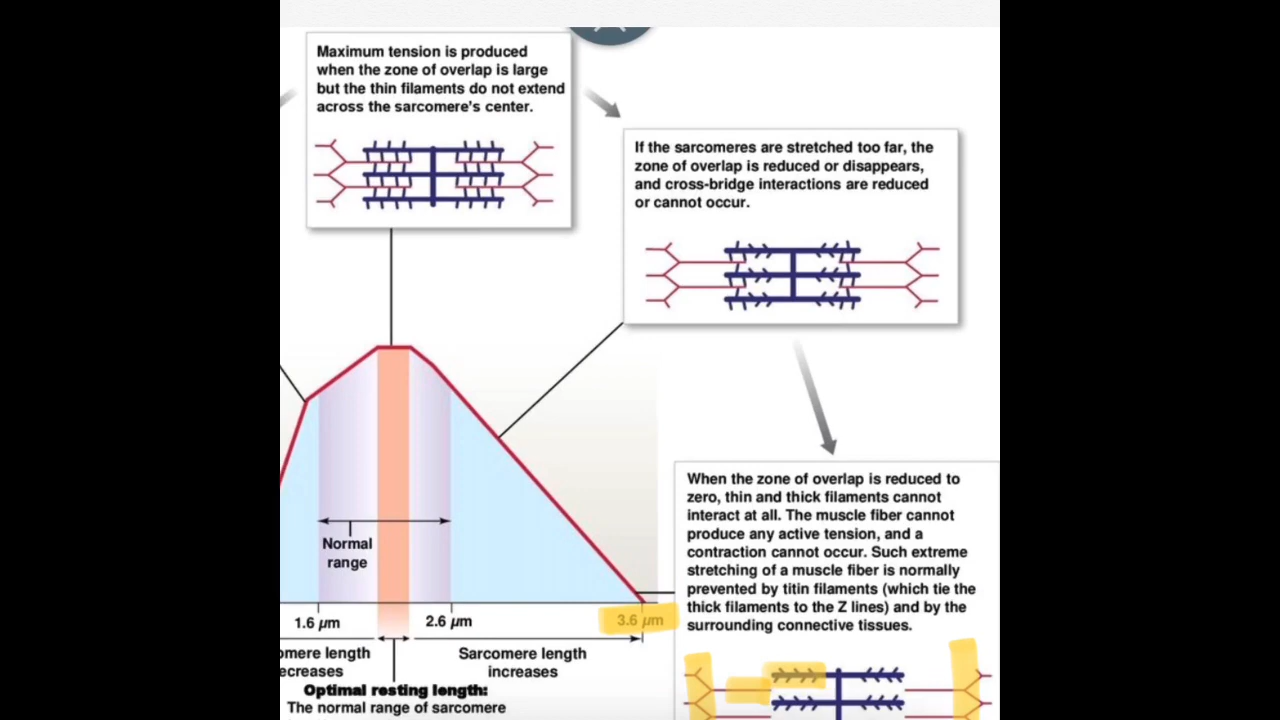 Maximum tension is produced
when the zone of overlap is large
but the thin filaments do not extend
across the sarcomere's center.
If the sarcomeres are stretched too far, the
zone of overlap is reduced or disappears,
and cross-bridge interactions are reduced
or cannot occur.
When the zone of overlap is reduced to
zero, thin and thick filaments cannot
interact at all. The muscle fiber cannot
produce any active tension, and a
contraction cannot occur. Such extreme
stretching of a muscle fiber is normally
prevented by titin filaments (which tie the
thick filaments to the Z lines) and by the
surrounding connective tissues.
Normal
range
1.6 µm
2.6 µm
3.6 µm
omere length
ecreases
Sarcomere length
increases
Optimal resting length:
The normal range of sarcomere